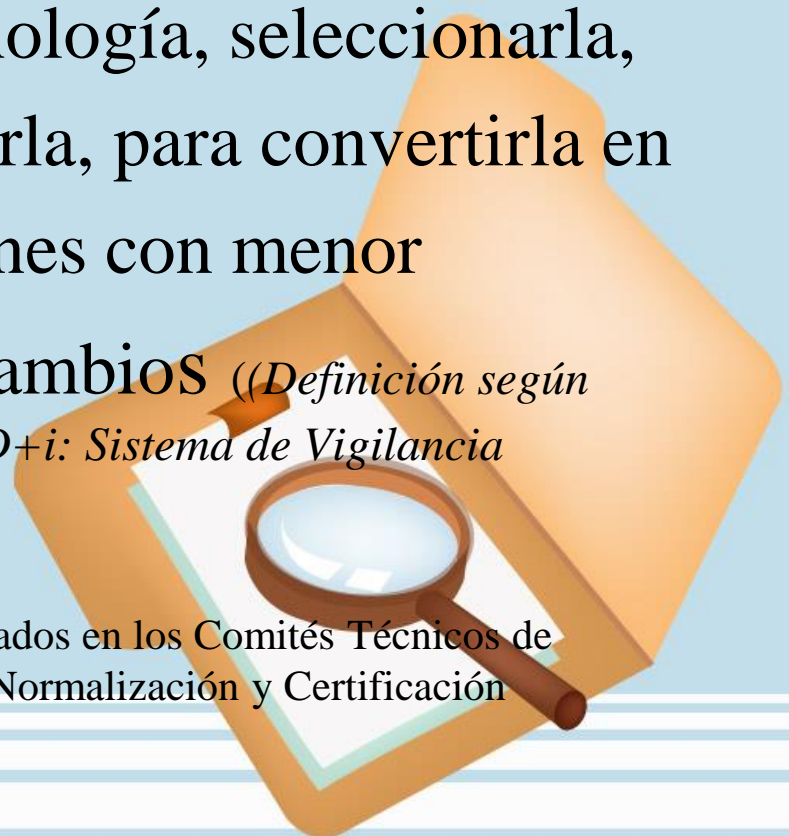 ología, seleccionarla,
rla, para convertirla en
nes con menor
ambios ((Definición según
D+i: Sistema de Vigilancia
ados en los Comités Técnicos de
Normalización y Certificación